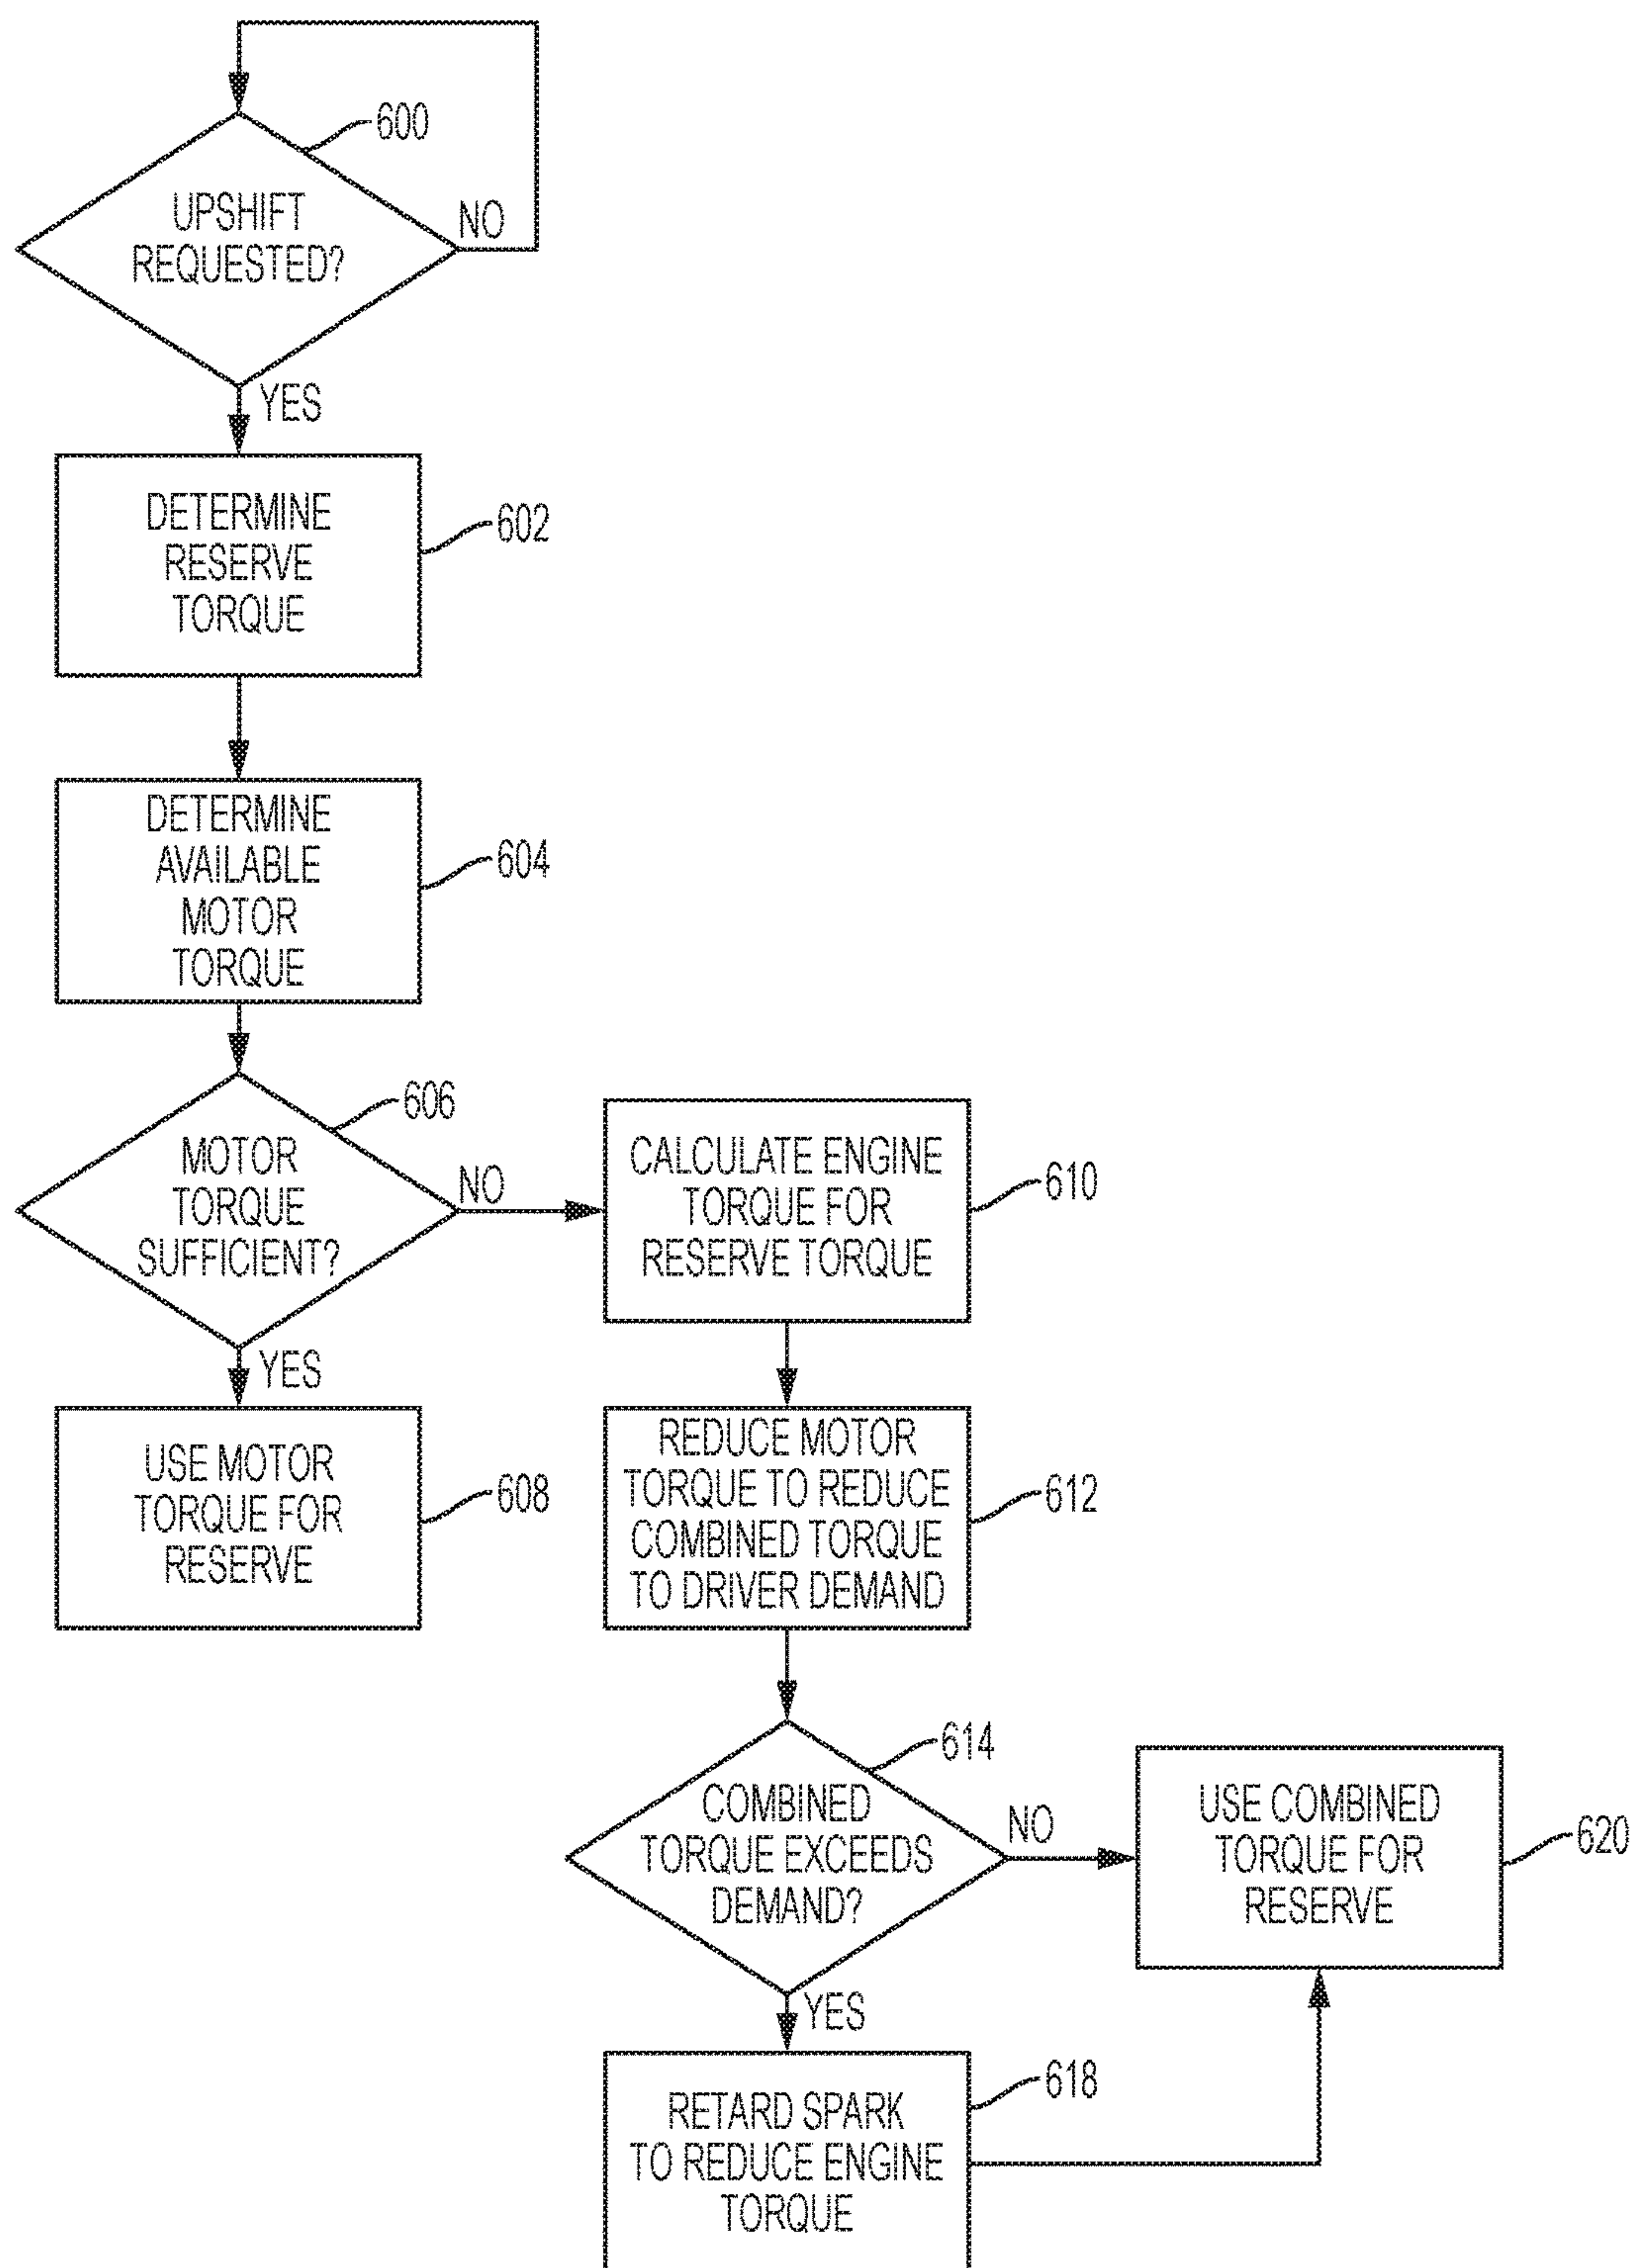 600
UPSHIFT
REQUESTED?
NO
YES
DETERMINE
RESERVE
TORQUE
602
DETERMINE
AVAILABLE
MOTOR
TORQUE
604
606
MOTOR
TORQUE
SUFFICIENT?
NO
YES
USE MOTOR
TORQUE FOR
RESERVE
608
CALCULATE ENGINE
TORQUE FOR
RESERVE TORQUE
610
REDUCE MOTOR
TORQUE TO REDUCE
COMBINED TORQUE
TO DRIVER DEMAND
612
614
COMBINED
TORQUE EXCEEDS
DEMAND?
NO
YES
USE COMBINED
TORQUE FOR
RESERVE
620
RETARD SPARK
TO REDUCE ENGINE
TORQUE
618